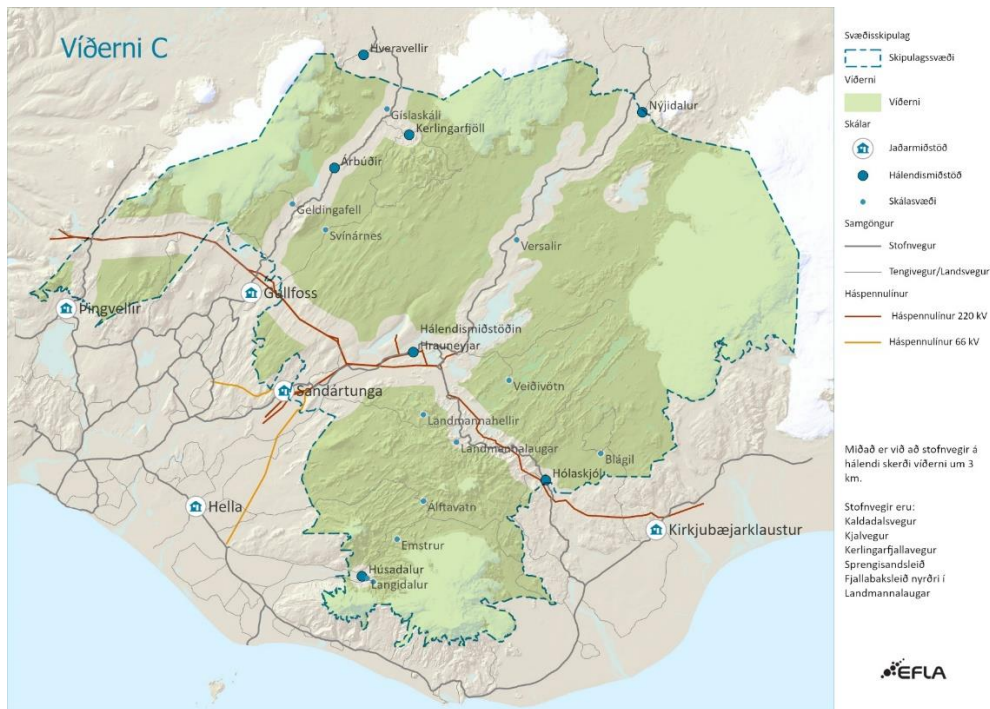 Víðerni C
Hveravellir
Gíslaskáli
Kerlingarfjöll
Nýjidalur
Árbúðir
Geldingafell
Svínárnes
Versalir
Gullfoss
Þingvellir
Hálendismiðstöðin
Hrauneyjar
Sandártunga
Veiðivötn
Landmannahellir
Landmannalaugar
Blágil
Hólaskjól
Hella
Álftavatn
Kirkjubæjarklaustur
Emstrur
Húsadalur
Langidalur
Svæðisskipulag
Skipulagssvæði
Víðerni
Víðerni
Skálar
Jaðarmiðstöð
Hálendismiðstöð
Skálasvæði
Samgöngur
Stofnvegur
Tengivegur/Landsvegur
Háspennulínur
Háspennulínur 220 kV
Háspennulínur 66 kV
Miðað er við að stofnvegir á
hálendi skerði víðerni um 3
km.
Stofnvegir eru:
Kaldadalsvegur
Kjalvegur
Kerlingarfjallavegur
Sprengisandsleið
Fjallabaksleið nyrðri í
Landmannalaugar
EFLA